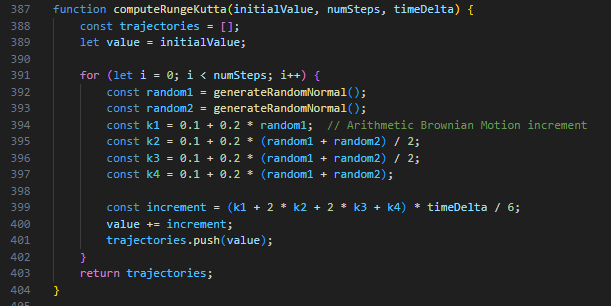 387 function computeRungeKutta(initialValue, numSteps, timeDelta) {
388     const trajectories = [];
389     let value = initialValue;
390
391     for (let i = 0; i < numSteps; i++) {
392         const random1 = generateRandomNormal();
393         const random2 = generateRandomNormal();
394         const k1 = 0.1 + 0.2 * random1;  // Arithmetic Brownian Motion increment
395         const k2 = 0.1 + 0.2 * (random1 + random2) / 2;
396         const k3 = 0.1 + 0.2 * (random1 + random2) / 2;
397         const k4 = 0.1 + 0.2 * (random1 + random2);
398
399         const increment = (k1 + 2 * k2 + 2 * k3 + k4) * timeDelta / 6;
400         value += increment;
401         trajectories.push(value);
402     }
403     return trajectories;
404 }